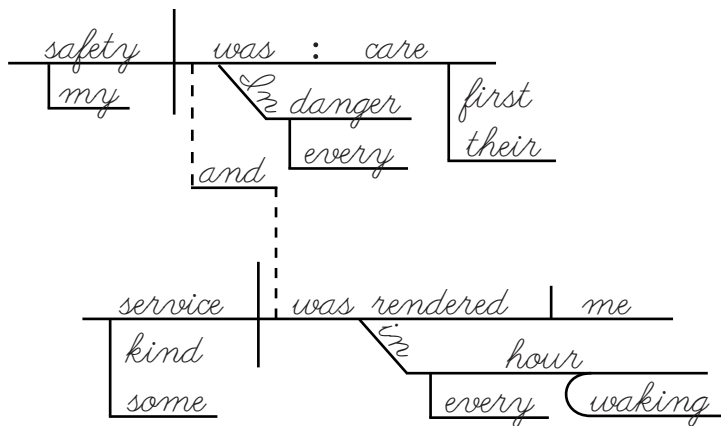 safety was : care
my In danger first
every their
and
service was rendered me
kind in hour
some every waking